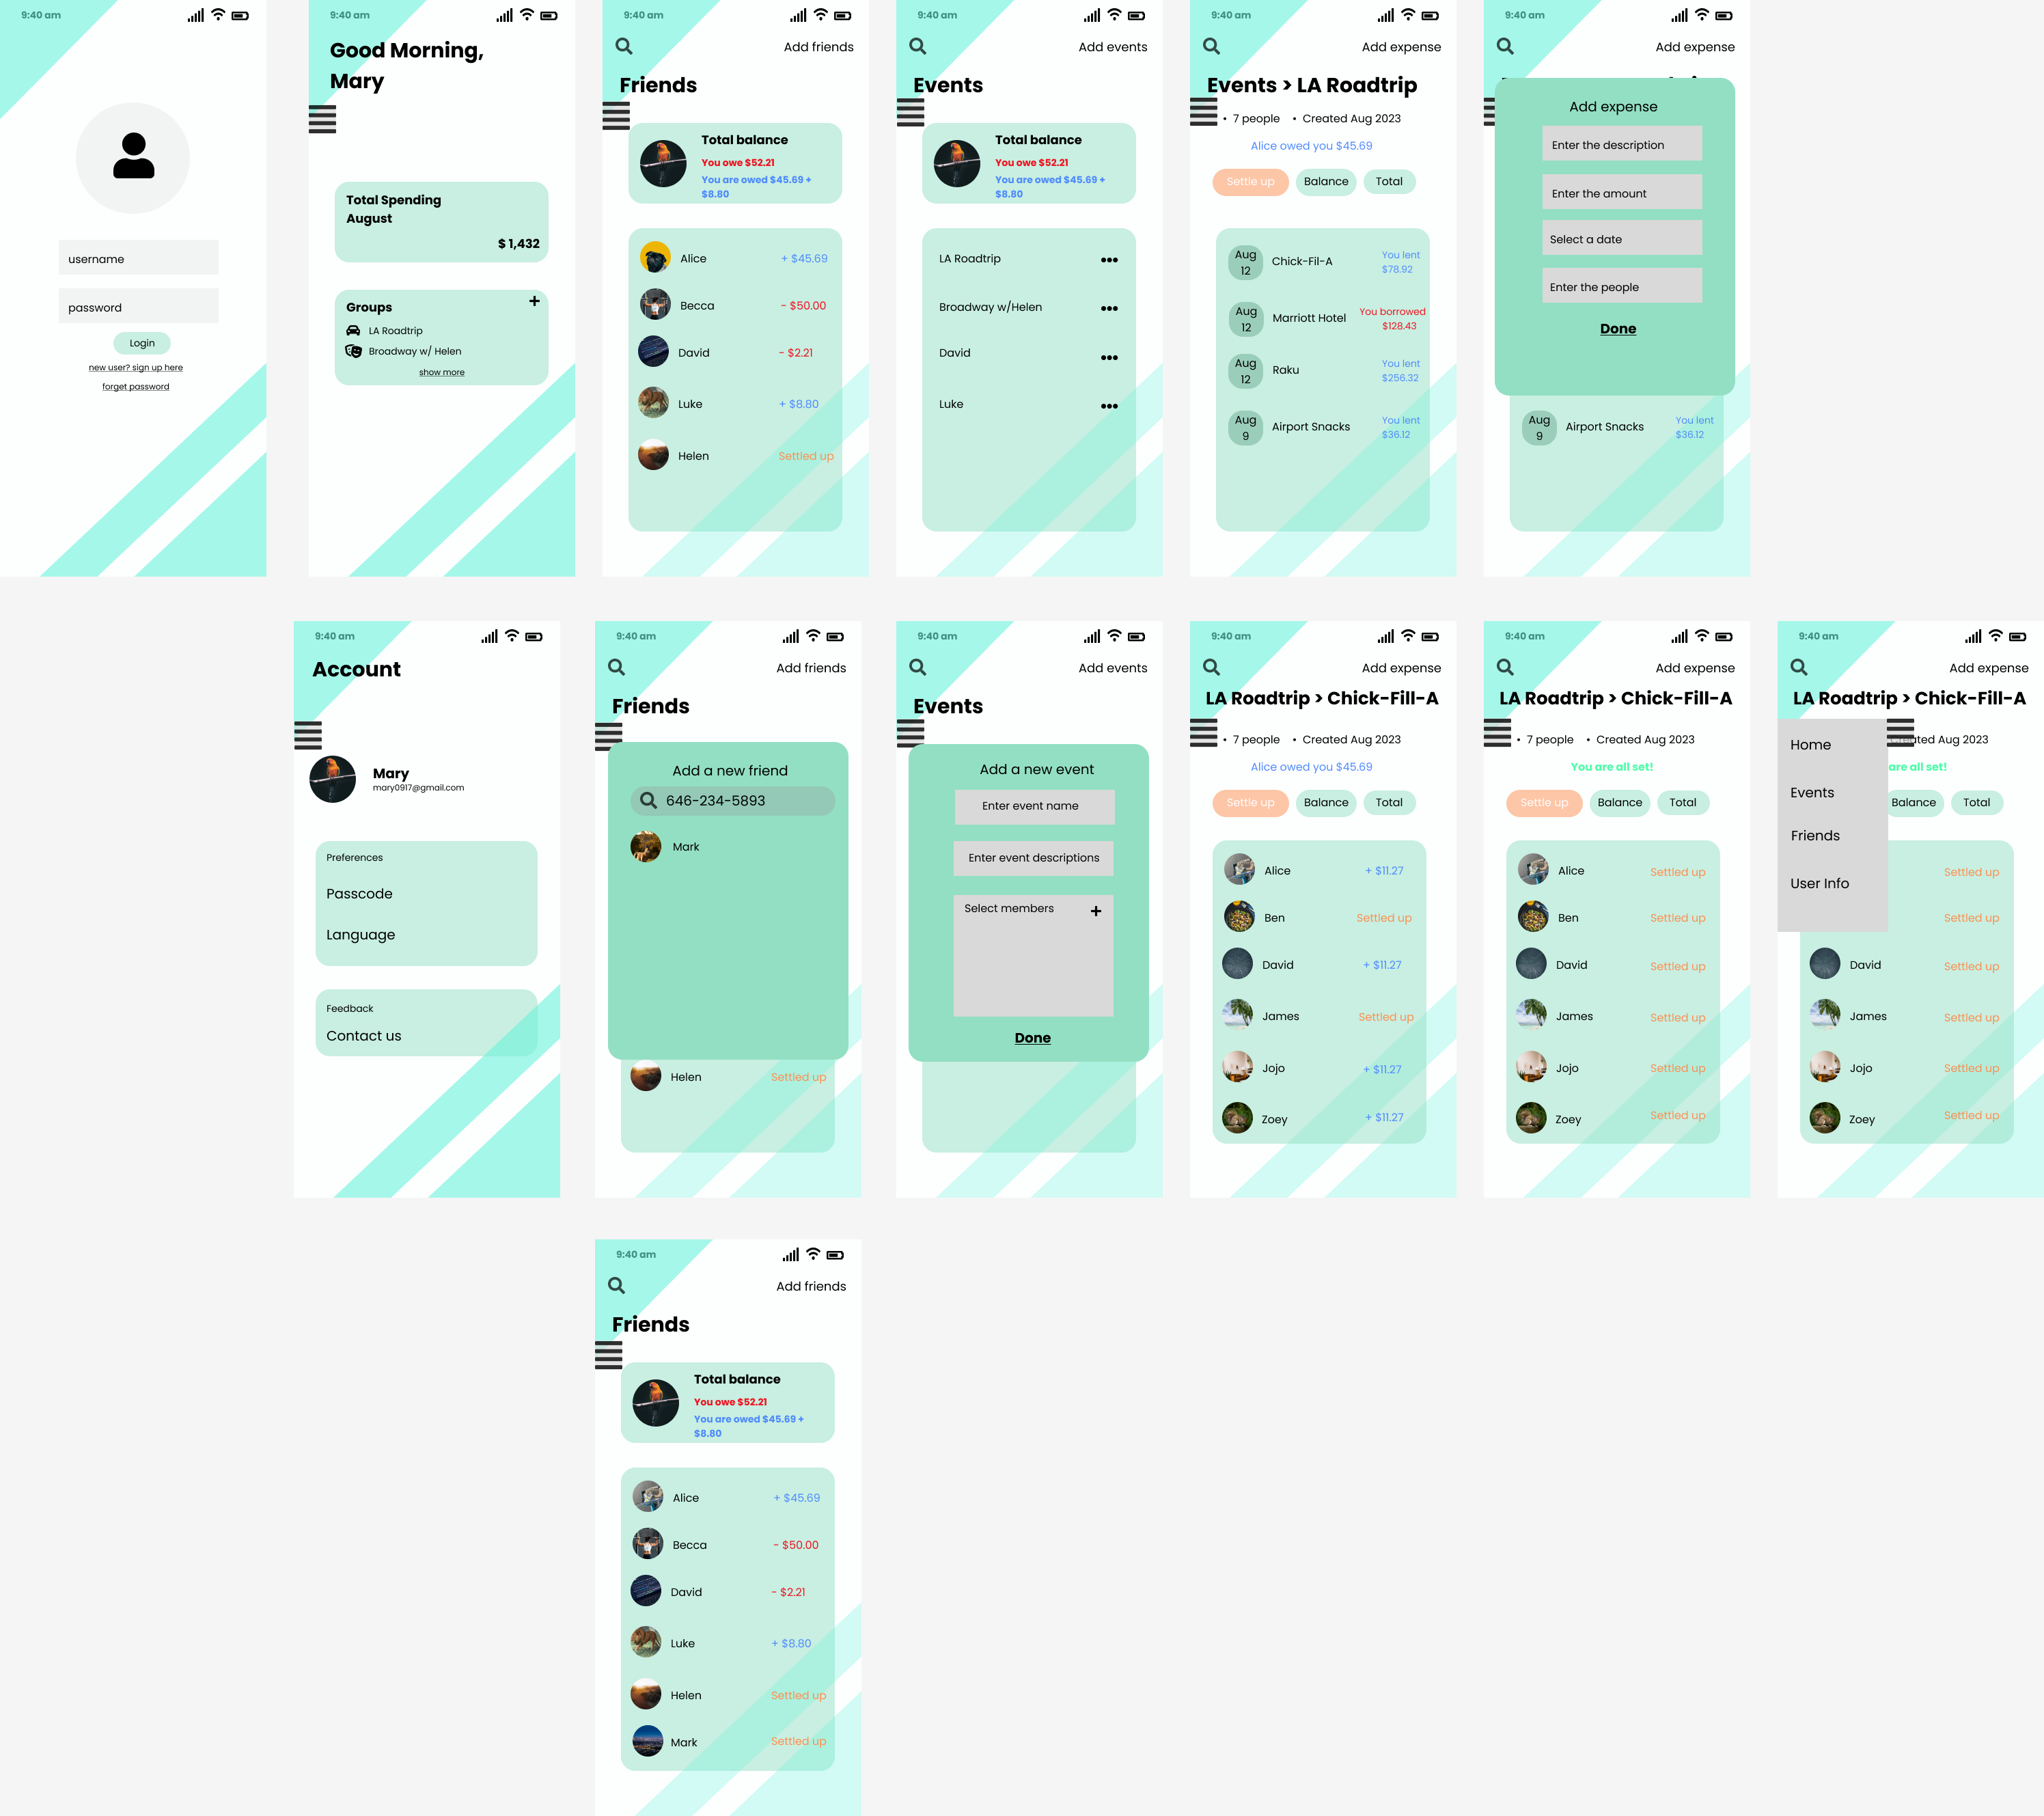 9:40 am
username
password
Login
new user? sign up here
forget password
9:40 am
Good Morning,
Mary
Total Spending
August
$ 1,432
Groups
LA Roadtrip
Broadway w/ Helen
show more
9:40 am
Add friends
Friends
Total balance
You owe $52.21
You are owed $45.69 +
$8.80
Alice + $45.69
Becca - $50.00
David - $2.21
Luke + $8.80
Helen Settled up
9:40 am
Add events
Events
Total balance
You owe $52.21
You are owed $45.69 +
$8.80
LA Roadtrip
Broadway w/Helen
David
Luke
9:40 am
Add expense
Events > LA Roadtrip
• 7 people • Created Aug 2023
Alice owed you $45.69
Settle up Balance Total
Aug 12 Chick-Fil-A You lent $78.92
Aug 12 Marriott Hotel You borrowed $128.43
Aug 12 Raku You lent $256.32
Aug 9 Airport Snacks You lent $36.12
9:40 am
Add expense
Add expense
Enter the description
Enter the amount
Select a date
Enter the people
Done
Aug 9 Airport Snacks You lent $36.12
9:40 am
Account
Mary
mary0917@gmail.com
Preferences
Passcode
Language
Feedback
Contact us
9:40 am
Add friends
Friends
Add a new friend
646-234-5893
Mark
Helen Settled up
9:40 am
Add events
Events
Add a new event
Enter event name
Enter event descriptions
Select members
Done
9:40 am
Add expense
LA Roadtrip > Chick-Fill-A
• 7 people • Created Aug 2023
Alice owed you $45.69
Settle up Balance Total
Alice + $11.27
Ben Settled up
David + $11.27
James Settled up
Jojo + $11.27
Zoey + $11.27
9:40 am
Add expense
LA Roadtrip > Chick-Fill-A
• 7 people • Created Aug 2023
You are all set!
Settle up Balance Total
Alice Settled up
Ben Settled up
David Settled up
James Settled up
Jojo Settled up
Zoey Settled up
9:40 am
Add expense
LA Roadtrip > Chick-Fill-A
Aug 2023
are all set!
Balance Total
Home
Events
Friends
User Info
Settled up
Settled up
David Settled up
James Settled up
Jojo Settled up
Zoey Settled up
9:40 am
Add friends
Friends
Total balance
You owe $52.21
You are owed $45.69 +
$8.80
Alice + $45.69
Becca - $50.00
David - $2.21
Luke + $8.80
Helen Settled up
Mark Settled up